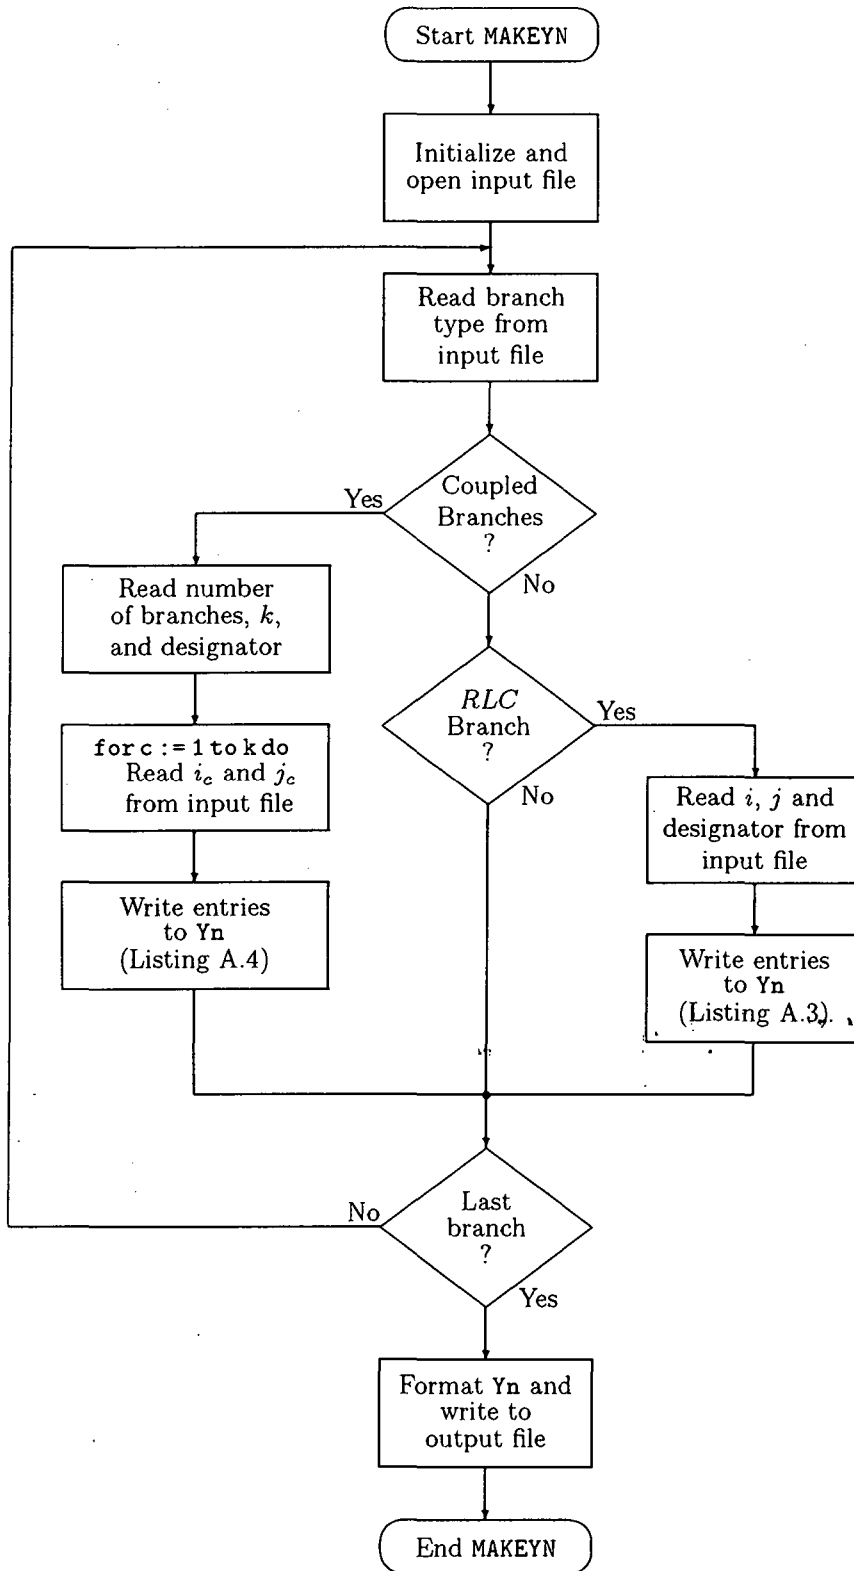 Start MAKEYN
Initialize and
open input file
Read branch
type from
input file
Coupled
Branches
?
Yes
No
Read number
of branches, k,
and designator
for c := 1 to k do
Read i_c and j_c
from input file
Write entries
to Yn
(Listing A.4)
RLC
Branch
?
Yes
No
Read i, j and
designator from
input file
Write entries
to Yn
(Listing A.3)
Last
branch
?
No
Yes
Format Yn and
write to
output file
End MAKEYN